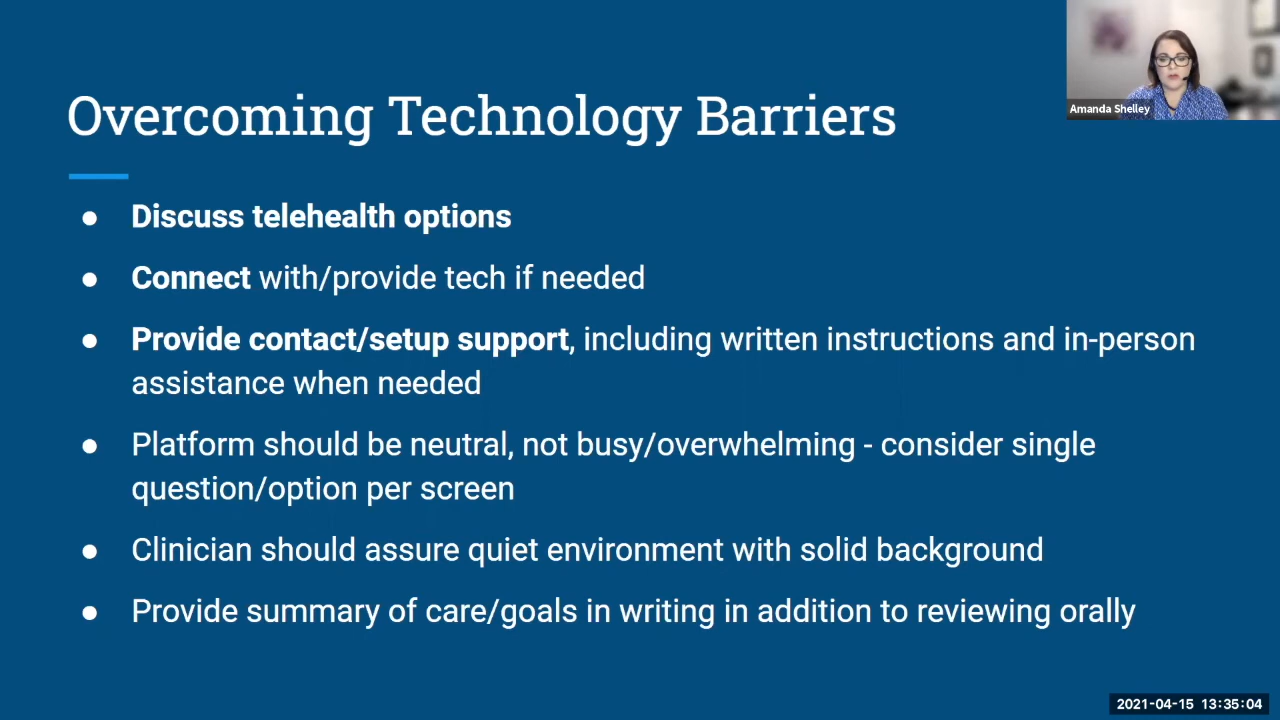 Overcoming Technology Barriers
Amanda Shelley
● Discuss telehealth options
● Connect with/provide tech if needed
● Provide contact/setup support, including written instructions and in-person
assistance when needed
● Platform should be neutral, not busy/overwhelming - consider single
question/option per screen
● Clinician should assure quiet environment with solid background
● Provide summary of care/goals in writing in addition to reviewing orally
2021-04-15 13:35:04